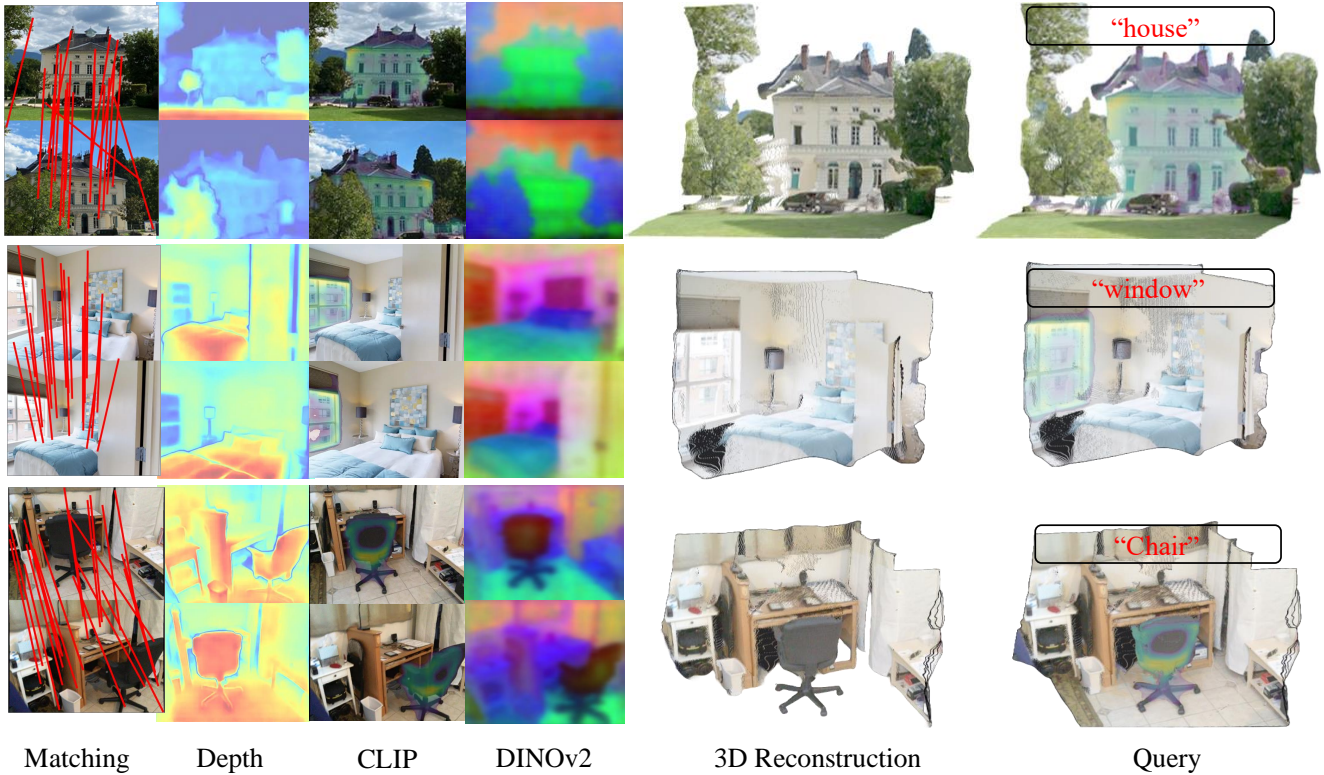 “house”
“window”
“Chair”
Matching Depth CLIP DINOv2 3D Reconstruction Query